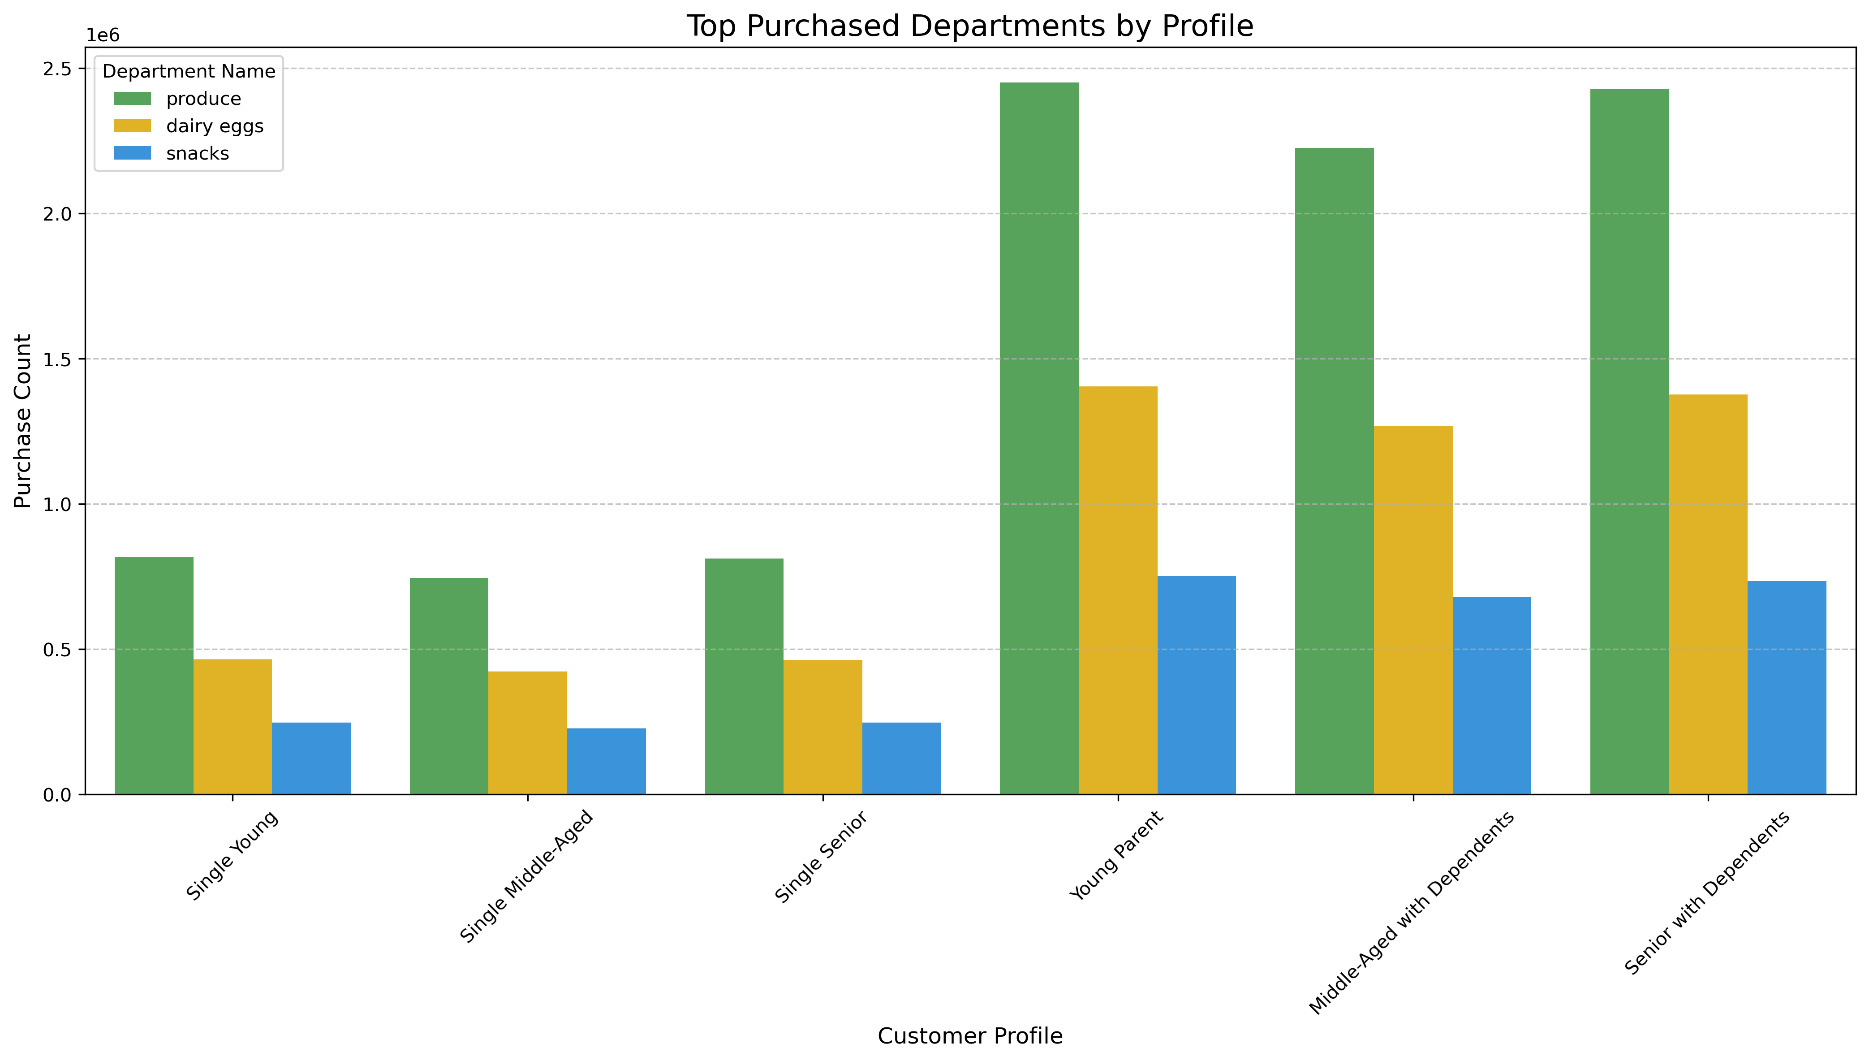 Top Purchased Departments by Profile
1e6
Department Name
produce
dairy eggs
snacks
2.5
2.0
1.5
1.0
0.5
0.0
Purchase Count
Single Young
Single Middle-Aged
Single Senior
Young Parent
Middle-Aged with Dependents
Senior with Dependents
Customer Profile